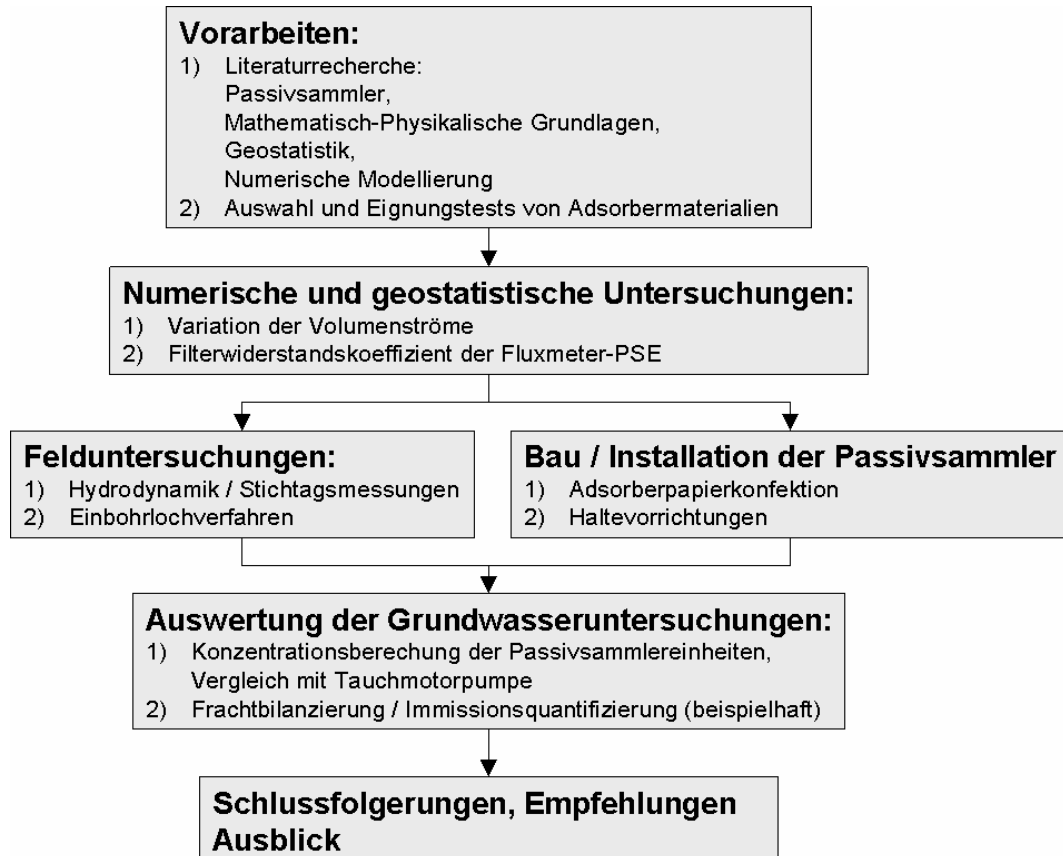 Vorarbeiten:
1) Literaturrecherche:
Passivsammler,
Mathematisch-Physikalische Grundlagen,
Geostatistik,
Numerische Modellierung
2) Auswahl und Eignungstests von Adsorbermaterialien
Numerische und geostatistische Untersuchungen:
1) Variation der Volumenströme
2) Filterwiderstandskoeffizient der Fluxmeter-PSE
Felduntersuchungen:
1) Hydrodynamik / Stichtagsmessungen
2) Einbohrlochverfahren
Bau / Installation der Passivsammler
1) Adsorberpapierkonfektion
2) Haltevorrichtungen
Auswertung der Grundwasseruntersuchungen:
1) Konzentrationsberechung der Passivsammlereinheiten,
Vergleich mit Tauchmotorpumpe
2) Frachtbilanzierung / Immissionsquantifizierung (beispielhaft)
Schlussfolgerungen, Empfehlungen
Ausblick